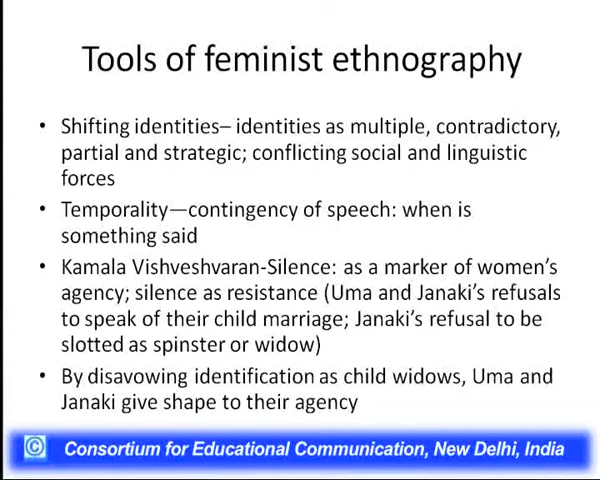 Tools of feminist ethnography
• Shifting identities– identities as multiple, contradictory,
partial and strategic; conflicting social and linguistic
forces
• Temporality—contingency of speech: when is
something said
• Kamala Vishveshvaran-Silence: as a marker of women's
agency; silence as resistance (Uma and Janaki's refusals
to speak of their child marriage; Janaki's refusal to be
slotted as spinster or widow)
• By disavowing identification as child widows, Uma and
Janaki give shape to their agency
© Consortium for Educational Communication, New Delhi, India